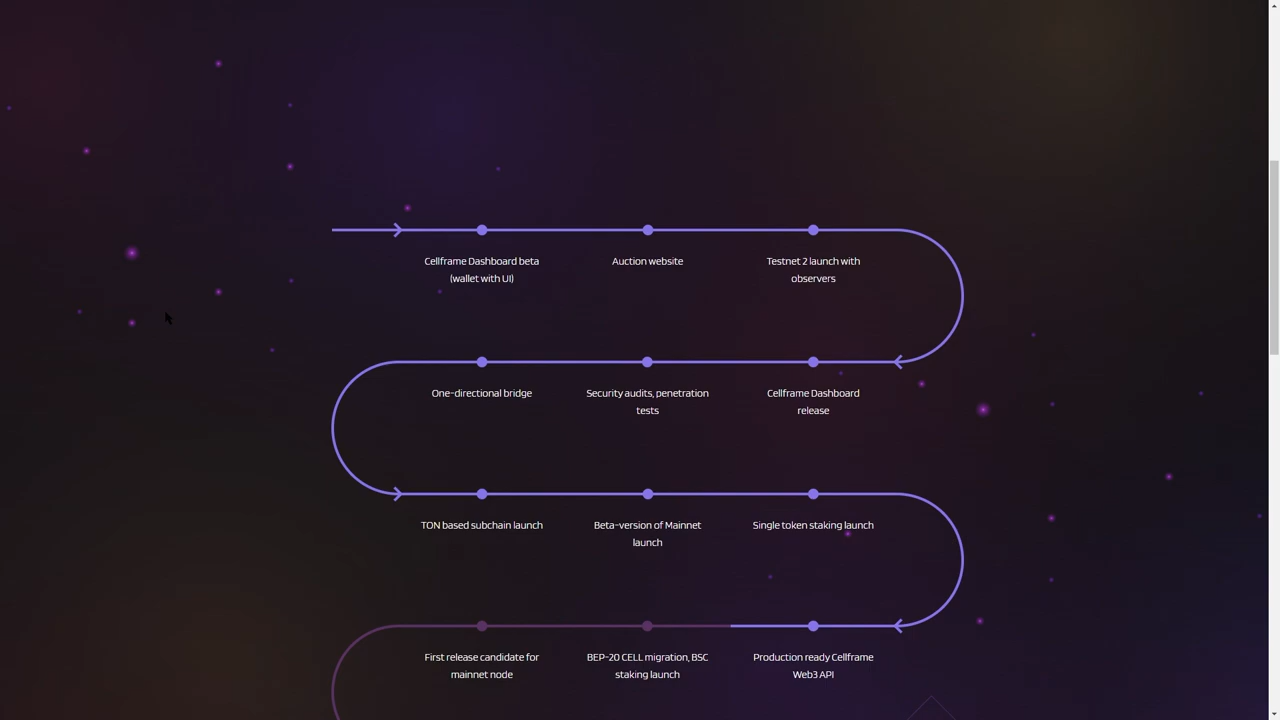 Cellframe Dashboard beta
(wallet with UI)
Auction website
Testnet 2 launch with
observers
One-directional bridge
Security audits, penetration
tests
Cellframe Dashboard
release
TON based subchain launch
Beta-version of Mainnet
launch
Single token staking launch
First release candidate for
mainnet node
BEP-20 CELL migration, BSC
staking launch
Production ready Cellframe
Web3 API